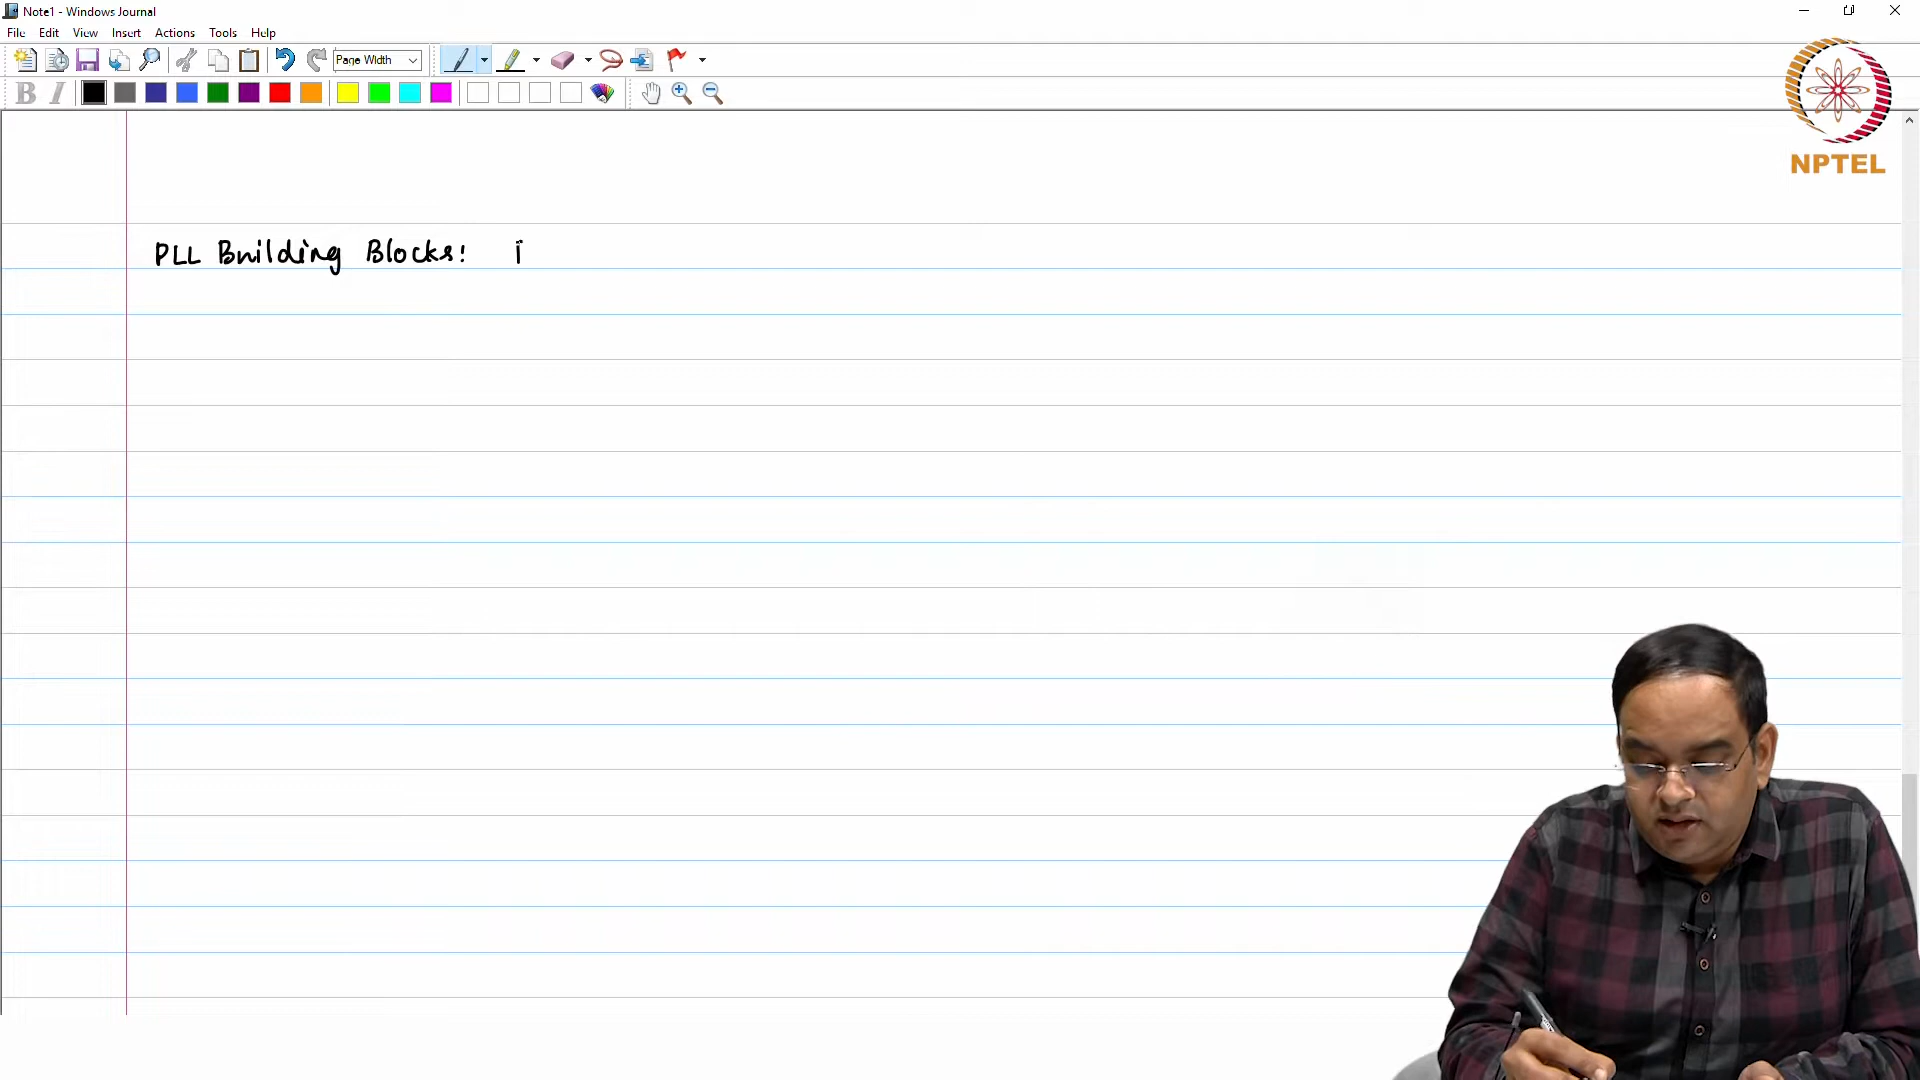 Note1 - Windows Journal
File Edit View Insert Actions Tools Help
Page Width
B I
NPTEL
PLL Building Blocks: